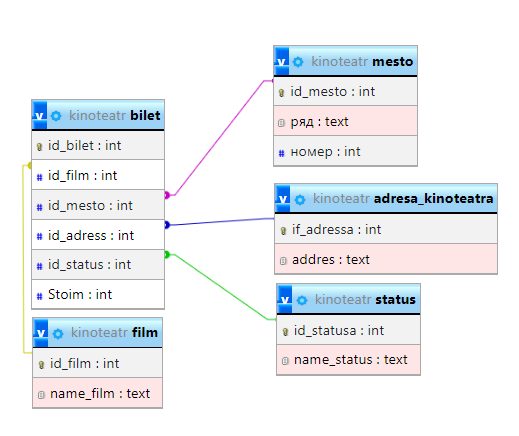 kinoteatr mesto
id_mesto : int
ряд : text
номер : int
v kinoteatr bilet
id_bilet : int
id_film : int
# id_mesto : int
# id_adress : int
# id_status : int
# Stoim : int
v kinoteatr adresa_kinoteatra
if_adressa : int
addres : text
v kinoteatr status
id_statusa : int
name_status : text
v kinoteatr film
id_film : int
name_film : text